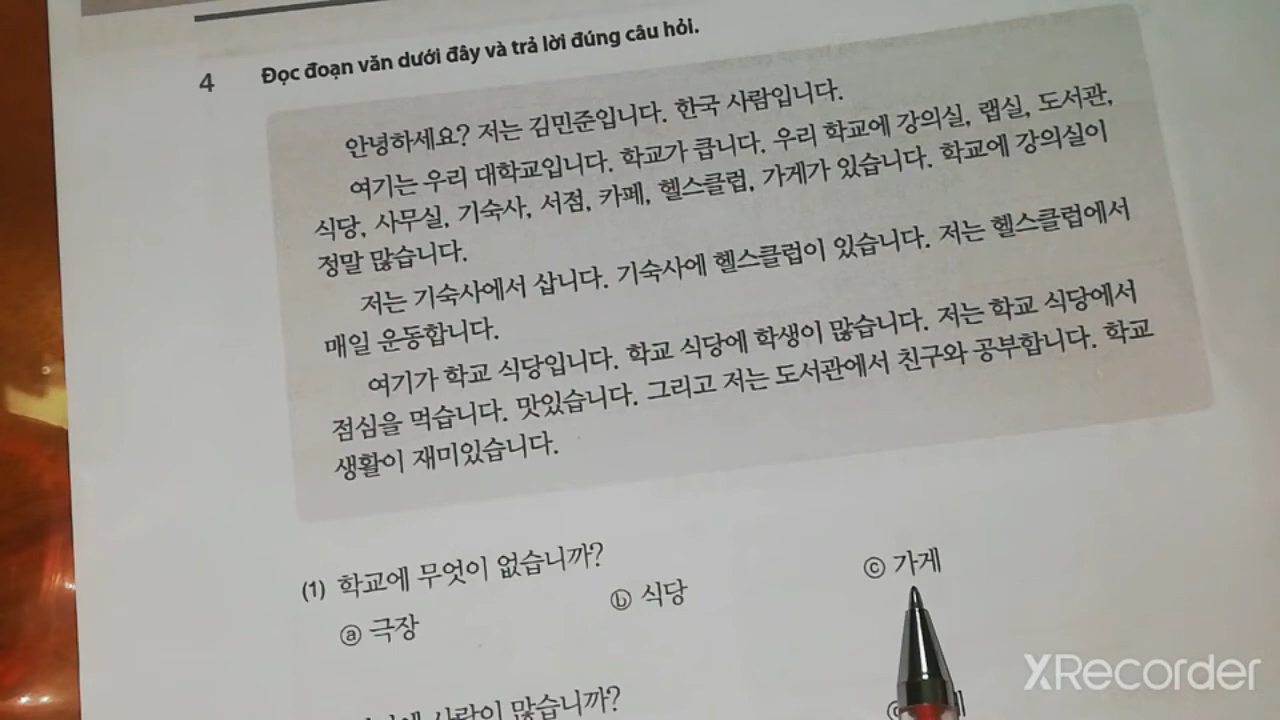 4 Đọc đoạn văn dưới đây và trả lời đúng câu hỏi.
안녕하세요? 저는 김민준입니다. 한국 사람입니다.
여기는 우리 대학교입니다. 학교가 큽니다. 우리 학교에 강의실, 랩실, 도서관,
식당, 사무실, 기숙사, 서점, 카페, 헬스클럽, 가게가 있습니다. 학교에 강의실이
정말 많습니다.
저는 기숙사에서 삽니다. 기숙사에 헬스클럽이 있습니다. 저는 헬스클럽에서
매일 운동합니다.
여기가 학교 식당입니다. 학교 식당에 학생이 많습니다. 저는 학교 식당에서
점심을 먹습니다. 맛있습니다. 그리고 저는 도서관에서 친구와 공부합니다. 학교
생활이 재미있습니다.
(1) 학교에 무엇이 없습니까?
ⓐ 극장 ⓑ 식당 ⓒ 가게
사람이 많습니까?
XRecorder